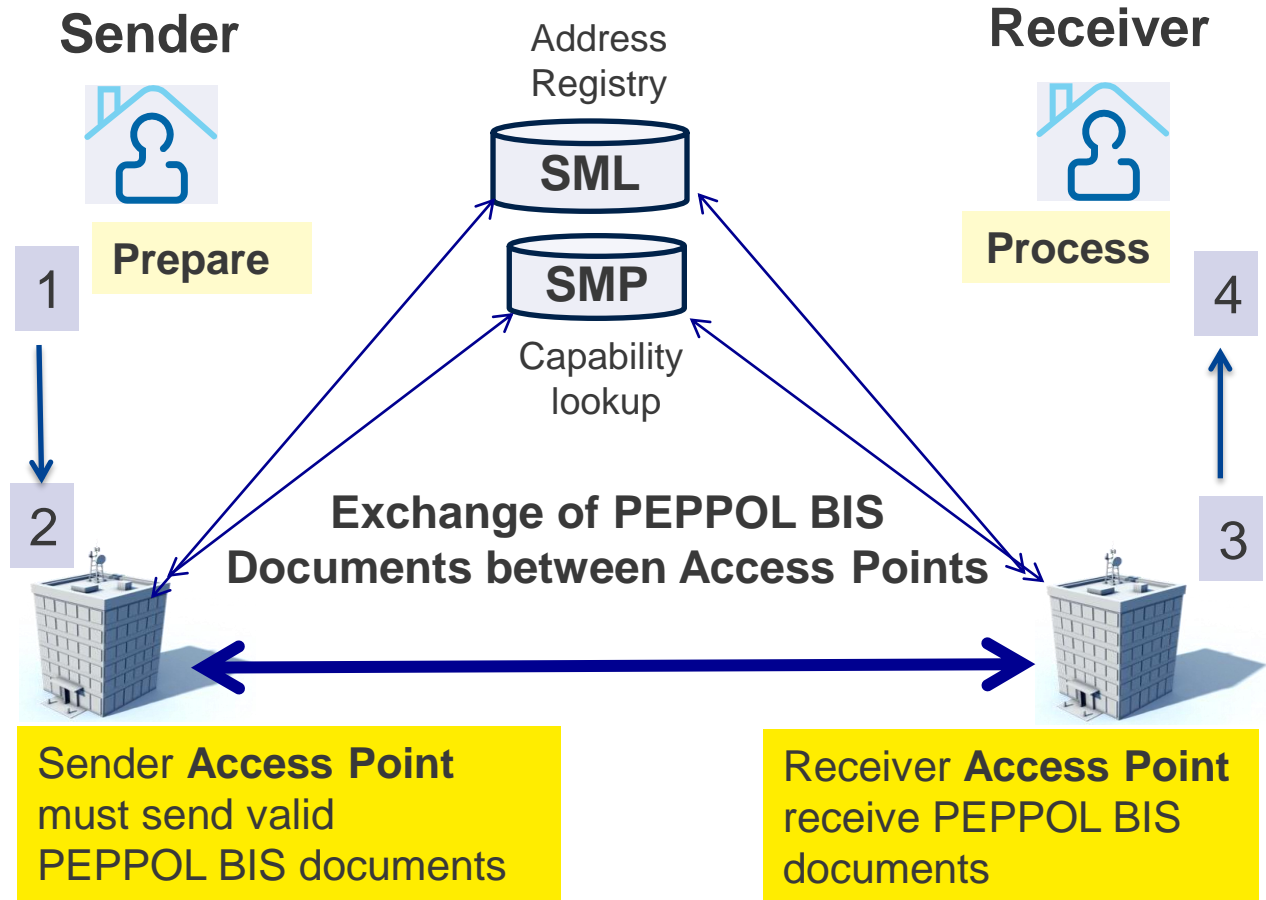 Sender
Address
Registry
Receiver
SML
Prepare
Process
1
SMP
4
Capability
lookup
2
Exchange of PEPPOL BIS
Documents between Access Points
3
Sender Access Point
must send valid
PEPPOL BIS documents
Receiver Access Point
receive PEPPOL BIS
documents